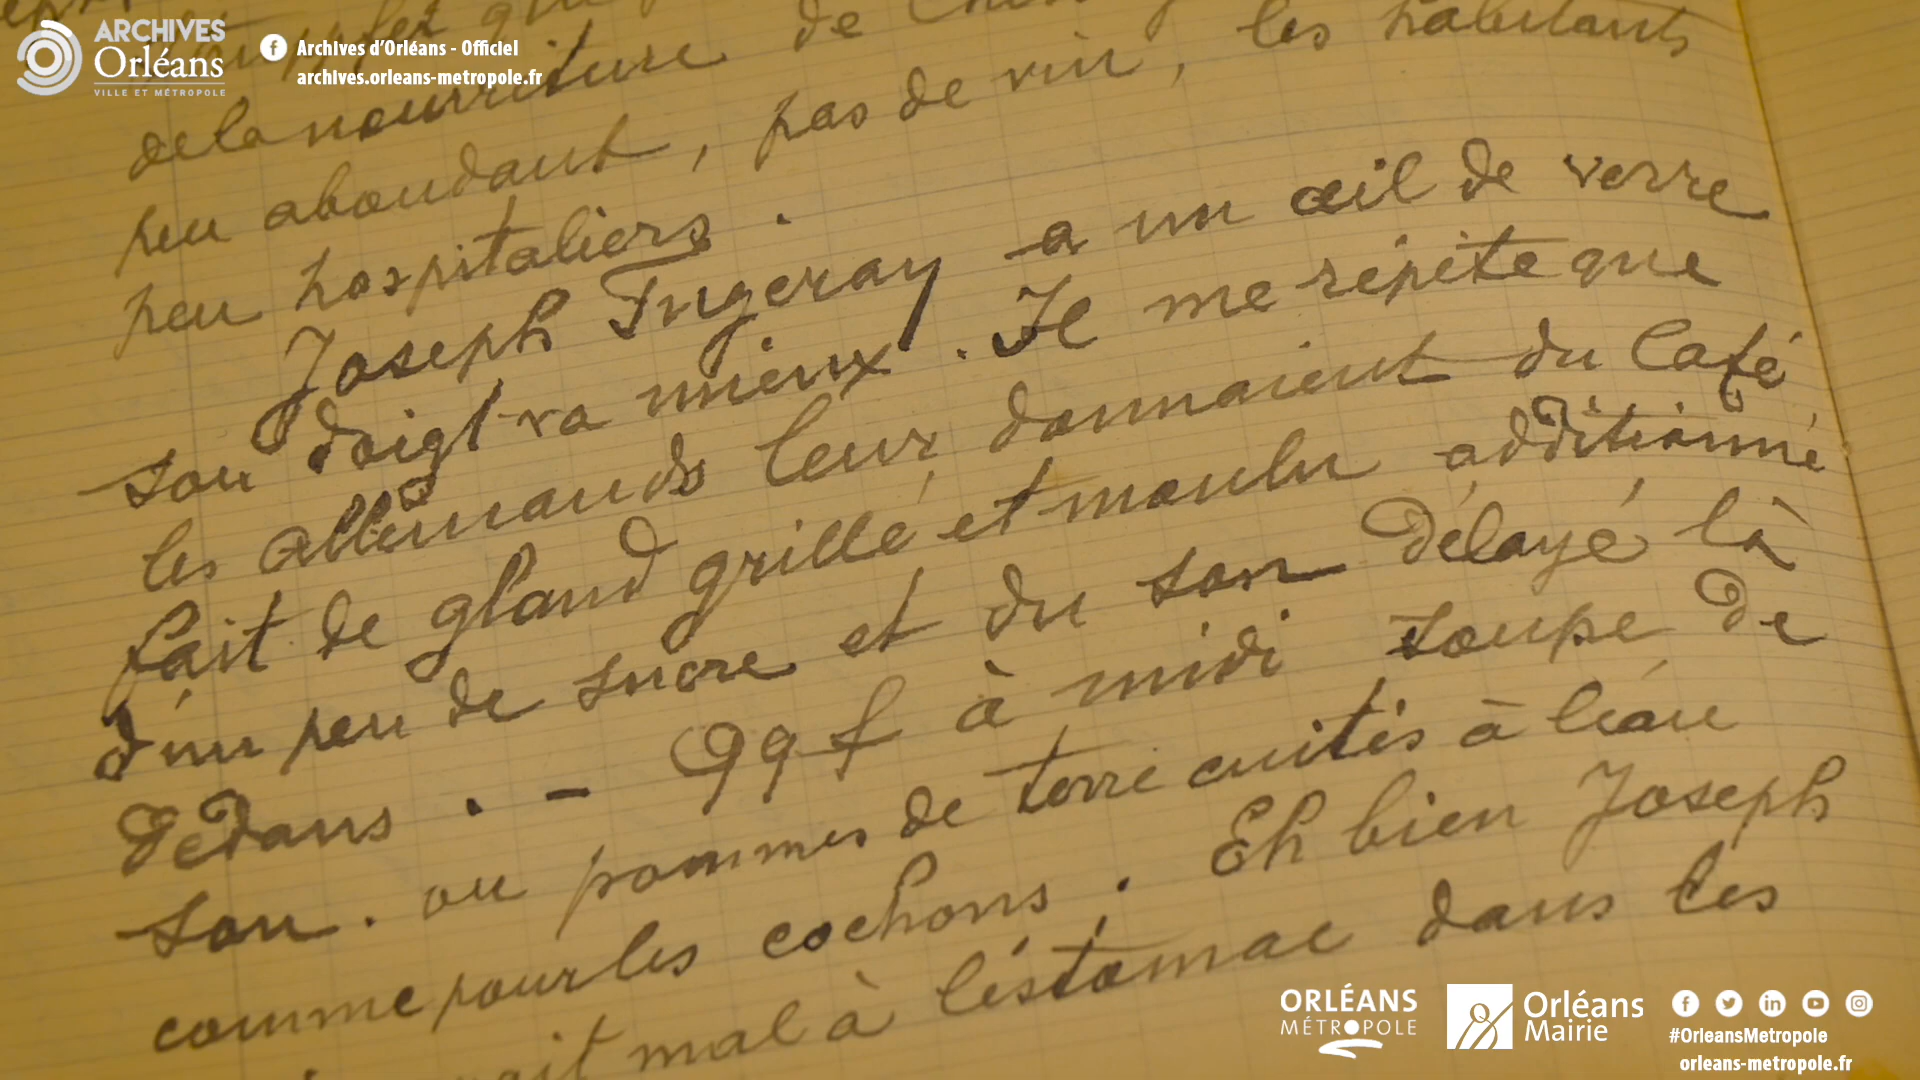 ARCHIVES
Orléans
VILLE ET MÉTROPOLE
Archives d'Orléans - Officiel
archives.orleans-metropole.fr
de la nourriture de
peu abondant, pas de vin, les habitants
peu hospitaliers.
Joseph Ingeray a un œil de verre
son doigt va mieux. Il me répète que
les allemands leur donnaient du Café
fait de gland grillé et moulu additionné
d'un peu de sucre et du son délayé là
dedans. - 99 f à midi soupe de
son. ou pommes de terre cuites à l'eau
comme pour les cochons. Eh bien Joseph
mal à l'éstomac dans les
ORLÉANS
MÉTROPOLE
Orléans
Mairie
#OrleansMetropole
orleans-metropole.fr